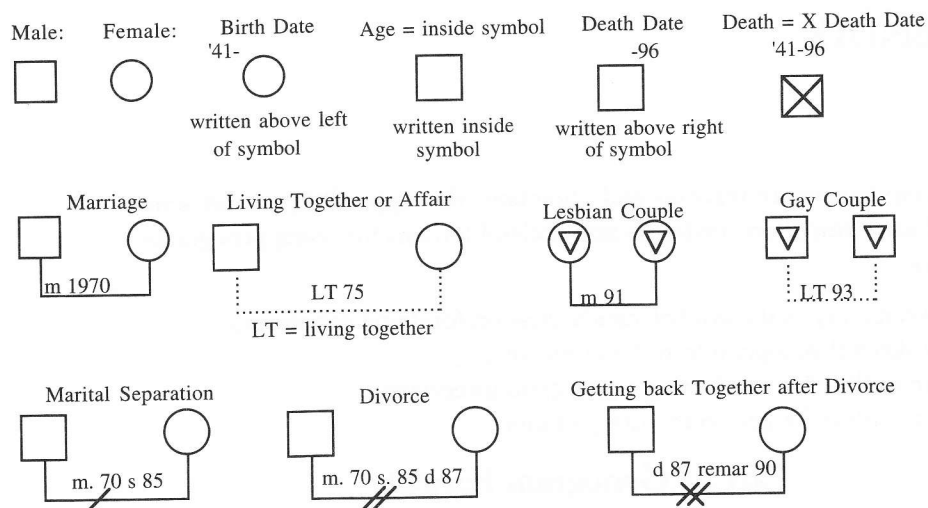 Male: Female: Birth Date Age = inside symbol Death Date Death = X Death Date
'41- -96 '41-96
written above left written inside written above right
of symbol symbol of symbol
Marriage Living Together or Affair Lesbian Couple Gay Couple
m 1970 LT 75 m 91 LT 93
LT = living together
Marital Separation Divorce Getting back Together after Divorce
m. 70 s 85 m. 70 s. 85 d 87 d 87 remar 90